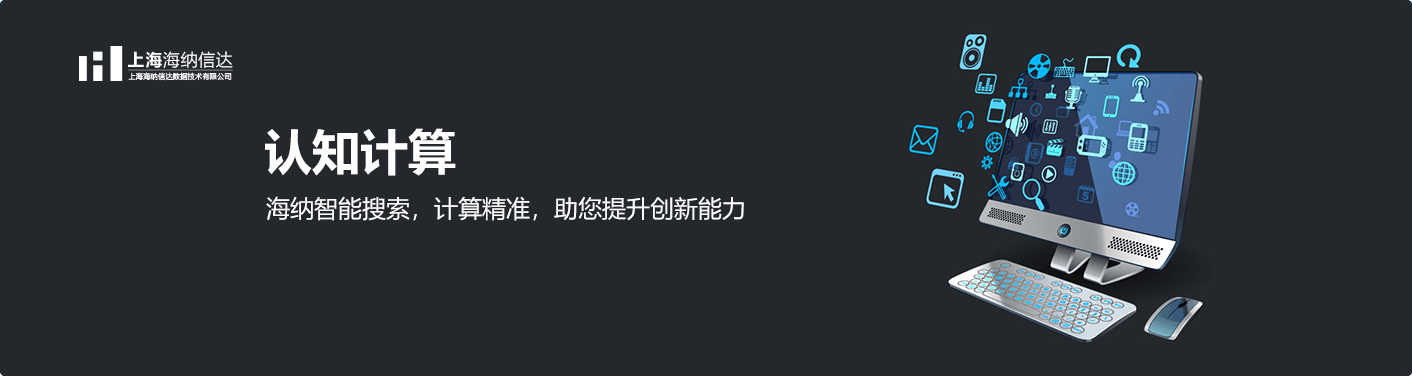 上海海纳信达
上海海纳信达数据技术有限公司
认知计算
海纳智能搜索，计算精准，助您提升创新能力
5